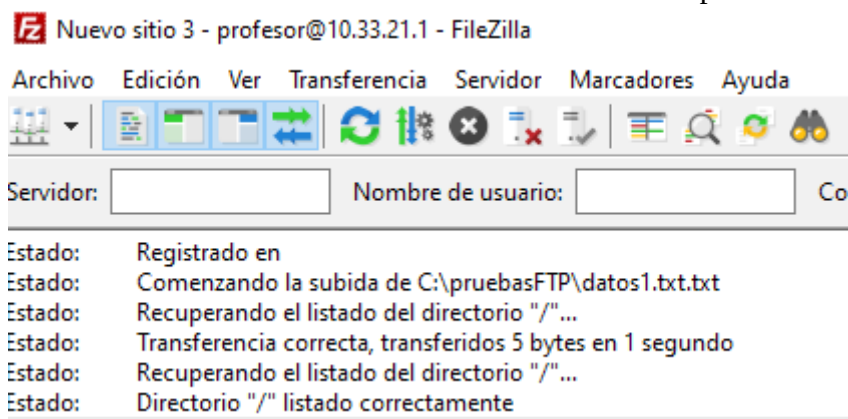 Nuevo sitio 3 - profesor@10.33.21.1 - FileZilla
Archivo Edición Ver Transferencia Servidor Marcadores Ayuda
Servidor: Nombre de usuario: Co
Estado: Registrado en
Estado: Comenzando la subida de C:\pruebasFTP\datos1.txt.txt
Estado: Recuperando el listado del directorio "/"...
Estado: Transferencia correcta, transferidos 5 bytes en 1 segundo
Estado: Recuperando el listado del directorio "/"...
Estado: Directorio "/" listado correctamente